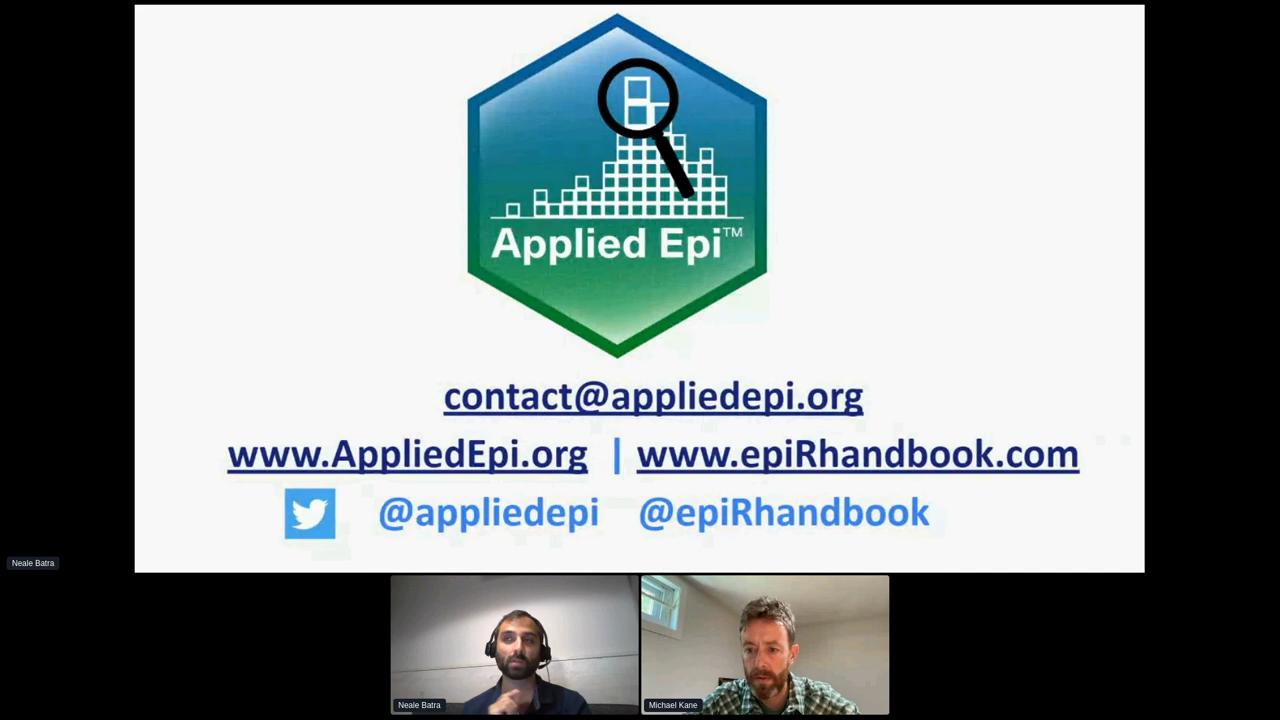 Applied Epi™
contact@appliedepi.org
www.AppliedEpi.org | www.epiRhandbook.com
@appliedepi @epiRhandbook
Neale Batra
Neale Batra
Michael Kane